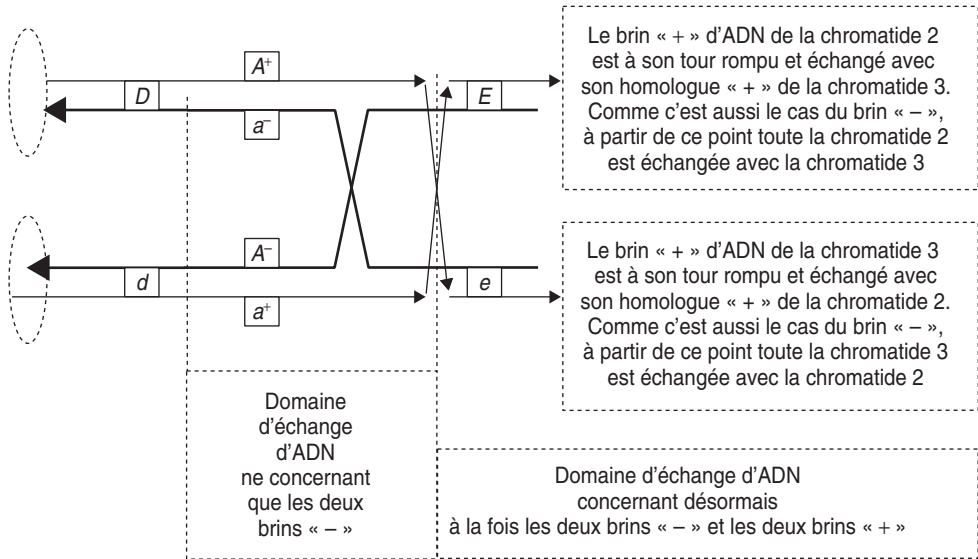 A+
D
a–
E
A–
d
a+
e
Le brin « + » d'ADN de la chromatide 2
est à son tour rompu et échangé avec
son homologue « + » de la chromatide 3.
Comme c'est aussi le cas du brin « – »,
à partir de ce point toute la chromatide 2
est échangée avec la chromatide 3
Le brin « + » d'ADN de la chromatide 3
est à son tour rompu et échangé avec
son homologue « + » de la chromatide 2.
Comme c'est aussi le cas du brin « – »,
à partir de ce point toute la chromatide 3
est échangée avec la chromatide 2
Domaine
d'échange
d'ADN
ne concernant
que les deux
brins « – »
Domaine d'échange d'ADN
concernant désormais
à la fois les deux brins « – » et les deux brins « + »